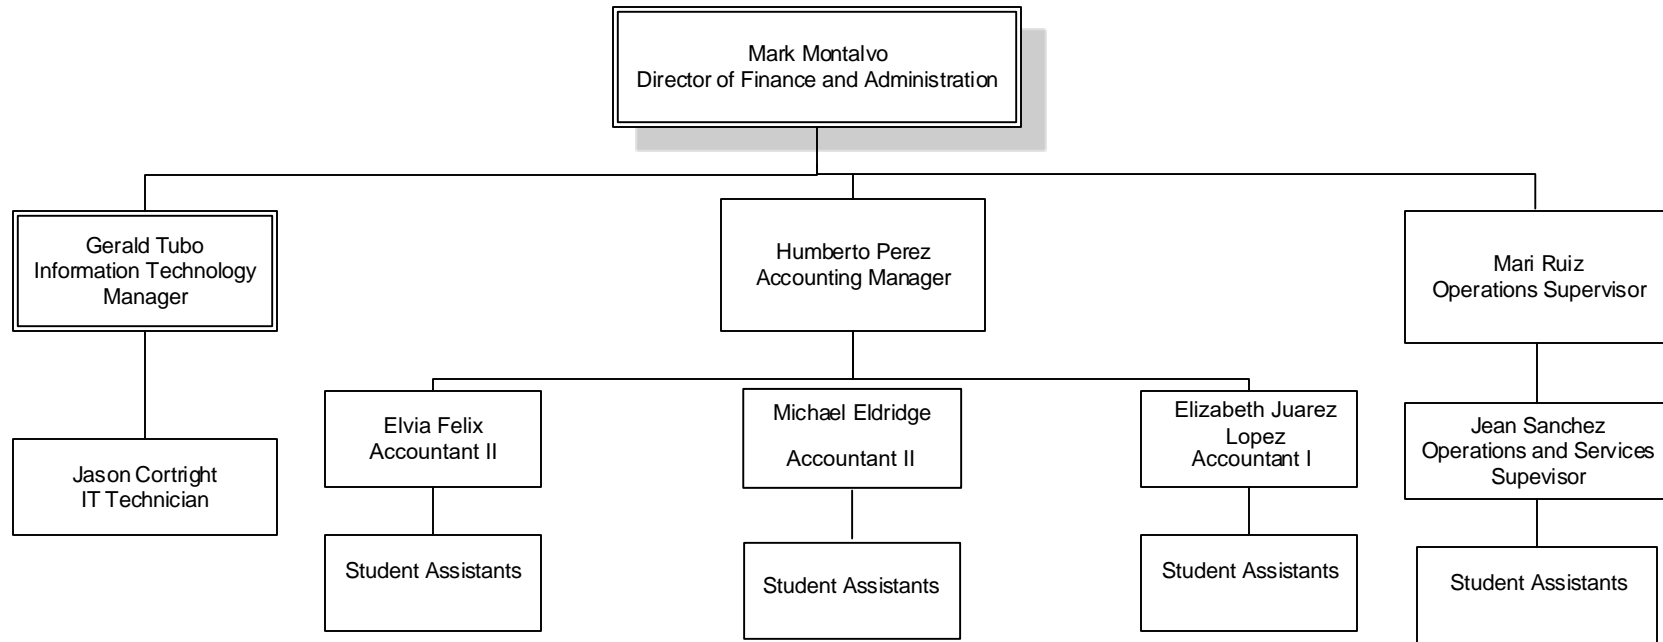 Mark Montalvo
Director of Finance and Administration
Gerald Tubo
Information Technology
Manager
Humberto Perez
Accounting Manager
Mari Ruiz
Operations Supervisor
Jason Cortright
IT Technician
Elvia Felix
Accountant II
Michael Eldridge
Accountant II
Elizabeth Juarez
Lopez
Accountant I
Jean Sanchez
Operations and Services
Supevisor
Student Assistants
Student Assistants
Student Assistants
Student Assistants